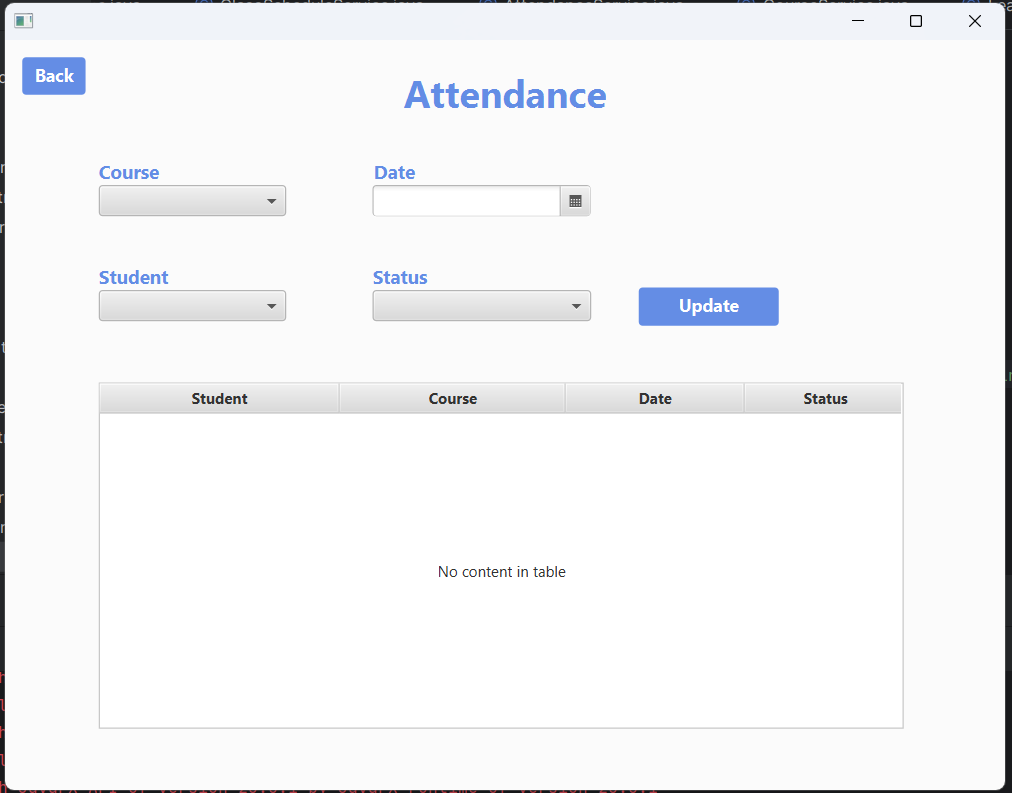 Back
Attendance
Course
Date
Student
Status
Update
Student Course Date Status
No content in table